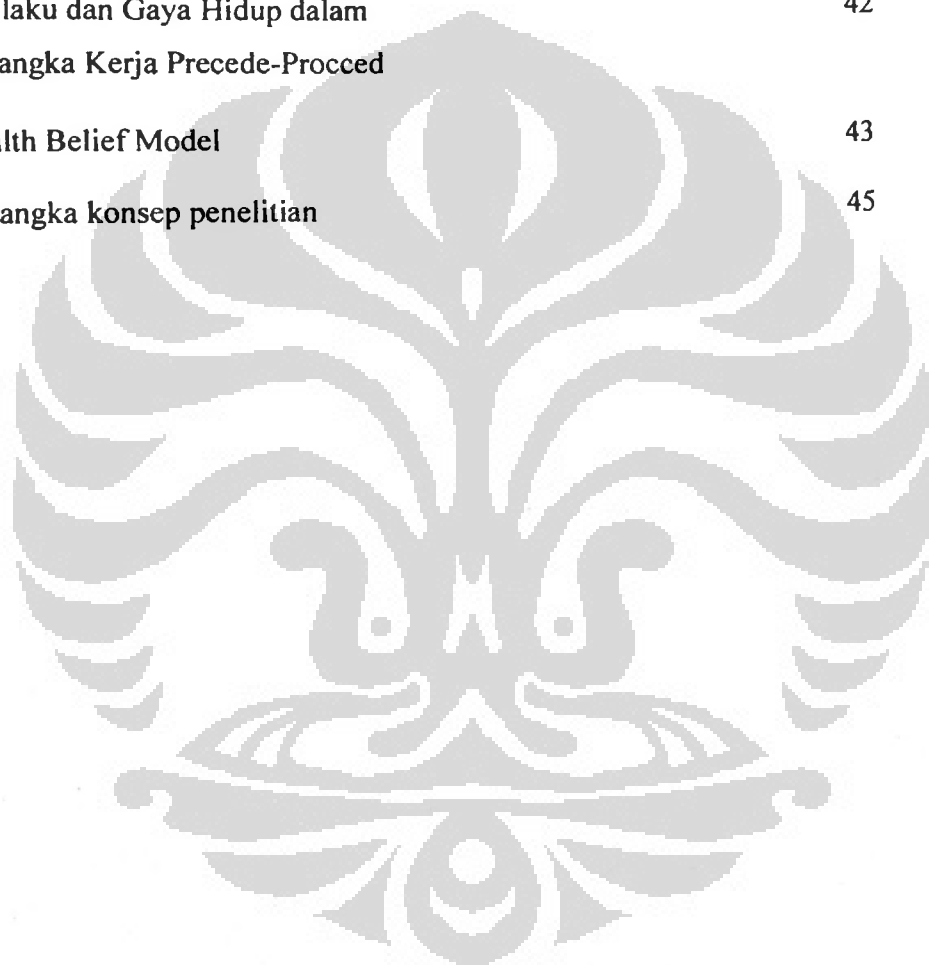 laku dan Gaya Hidup dalam 42
angka Kerja Precede-Procced
lth Belief Model 43
angka konsep penelitian 45